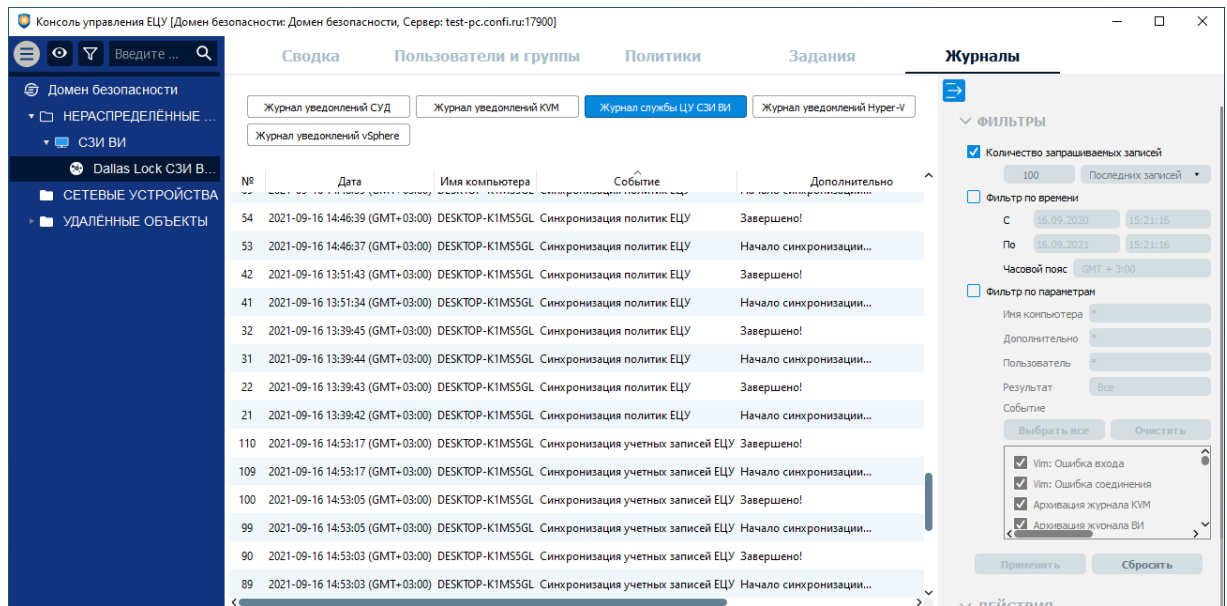 Консоль управления ЕЦУ [Домен безопасности: Домен безопасности, Сервер: test-pc.confi.ru:17900]
Введите ...
Сводка Пользователи и группы Политики Задания Журналы
Домен безопасности
НЕРАСПРЕДЕЛЁННЫЕ ...
СЗИ ВИ
Dallas Lock СЗИ В...
СЕТЕВЫЕ УСТРОЙСТВА
УДАЛЁННЫЕ ОБЪЕКТЫ
Журнал уведомлений СУД Журнал уведомлений KVM Журнал службы ЦУ СЗИ ВИ Журнал уведомлений Hyper-V
Журнал уведомлений vSphere
№ Дата Имя компьютера Событие Дополнительно
54 2021-09-16 14:46:39 (GMT+03:00) DESKTOP-K1MS5GL Синхронизация политик ЕЦУ Завершено!
53 2021-09-16 14:46:37 (GMT+03:00) DESKTOP-K1MS5GL Синхронизация политик ЕЦУ Начало синхронизации...
42 2021-09-16 13:51:43 (GMT+03:00) DESKTOP-K1MS5GL Синхронизация политик ЕЦУ Завершено!
41 2021-09-16 13:51:34 (GMT+03:00) DESKTOP-K1MS5GL Синхронизация политик ЕЦУ Начало синхронизации...
32 2021-09-16 13:39:45 (GMT+03:00) DESKTOP-K1MS5GL Синхронизация политик ЕЦУ Завершено!
31 2021-09-16 13:39:44 (GMT+03:00) DESKTOP-K1MS5GL Синхронизация политик ЕЦУ Начало синхронизации...
22 2021-09-16 13:39:43 (GMT+03:00) DESKTOP-K1MS5GL Синхронизация политик ЕЦУ Завершено!
21 2021-09-16 13:39:42 (GMT+03:00) DESKTOP-K1MS5GL Синхронизация политик ЕЦУ Начало синхронизации...
110 2021-09-16 14:53:17 (GMT+03:00) DESKTOP-K1MS5GL Синхронизация учетных записей ЕЦУ Завершено!
109 2021-09-16 14:53:17 (GMT+03:00) DESKTOP-K1MS5GL Синхронизация учетных записей ЕЦУ Начало синхронизации...
100 2021-09-16 14:53:05 (GMT+03:00) DESKTOP-K1MS5GL Синхронизация учетных записей ЕЦУ Завершено!
99 2021-09-16 14:53:05 (GMT+03:00) DESKTOP-K1MS5GL Синхронизация учетных записей ЕЦУ Начало синхронизации...
90 2021-09-16 14:53:03 (GMT+03:00) DESKTOP-K1MS5GL Синхронизация учетных записей ЕЦУ Завершено!
89 2021-09-16 14:53:03 (GMT+03:00) DESKTOP-K1MS5GL Синхронизация учетных записей ЕЦУ Начало синхронизации...
ФИЛЬТРЫ
Количество запрашиваемых записей
100 Последних записей
Фильтр по времени
С 16.09.2020 15:21:16
По 16.09.2021 15:21:16
Часовой пояс GMT + 3:00
Фильтр по параметрам
Имя компьютера *
Дополнительно *
Пользователь *
Результат Все
Событие
Выбрать все Очистить
Vim: Ошибка входа
Vim: Ошибка соединения
Архивация журнала KVM
Архивация журнала ВИ
Применить Сбросить
ДЕЙСТВИЯ